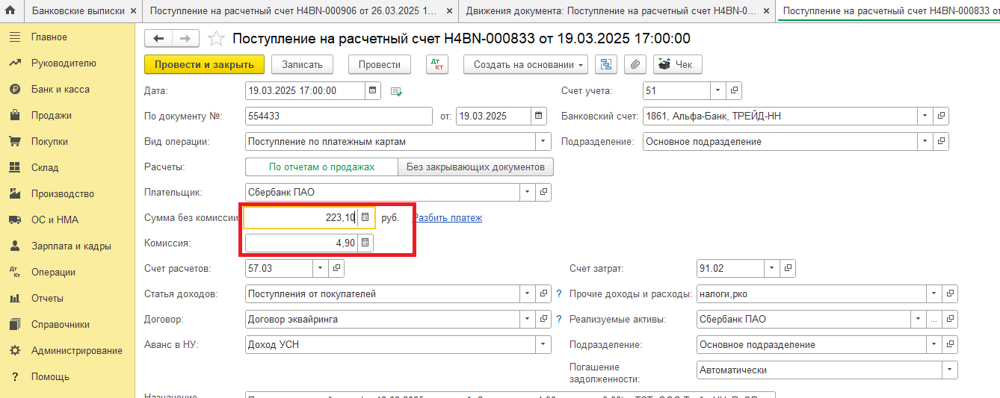 Банковские выписки × Поступление на расчетный счет H4BN-000906 от 26.03.2025 1... × Движения документа: Поступление на расчетный счет H4BN-0... × Поступление на расчетный счет H4BN-000833 от
Главное
Руководителю
Банк и касса
Продажи
Покупки
Склад
Производство
ОС и НМА
Зарплата и кадры
Операции
Отчеты
Справочники
Администрирование
? Помощь
Поступление на расчетный счет H4BN-000833 от 19.03.2025 17:00:00
Провести и закрыть Записать Провести Дт Кт Создать на основании Чек
Дата: 19.03.2025 17:00:00 Счет учета: 51
По документу №: 554433 от: 19.03.2025 Банковский счет: 1861, Альфа-Банк, ТРЕЙД-НН
Вид операции: Поступление по платежным картам Подразделение: Основное подразделение
Расчеты: По отчетам о продажах Без закрывающих документов
Плательщик: Сбербанк ПАО
Сумма без комиссии 223,10 руб. Разбить платеж
Комиссия: 4,90
Счет расчетов: 57.03 Счет затрат: 91.02
Статья доходов: Поступления от покупателей ? Прочие доходы и расходы: налоги,рко
Договор: Договор эквайринга ? Реализуемые активы: Сбербанк ПАО ...
Аванс в НУ: Доход УСН Подразделение: Основное подразделение
Погашение задолженности: Автоматически